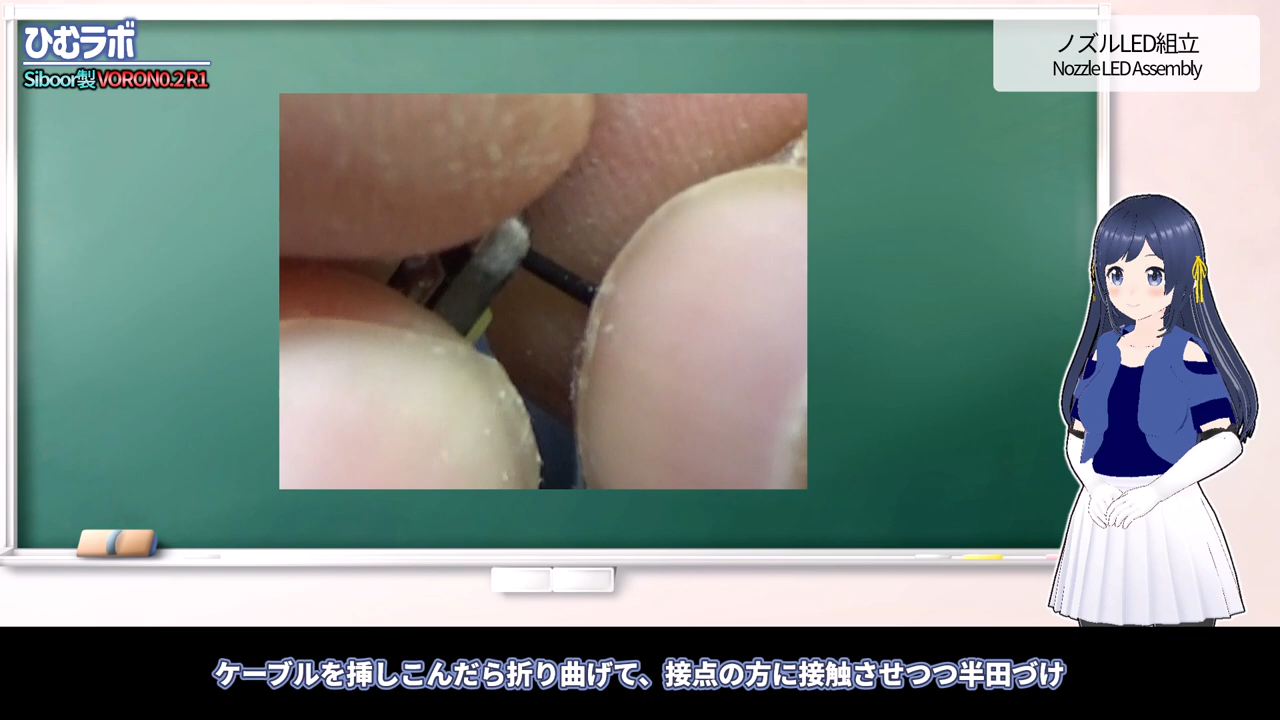 ひむラボ
Siboor製 VORON0.2 R1
ノズルLED組立
Nozzle LED Assembly
ケーブルを挿しこんだら折り曲げて、接点の方に接触させつつ半田づけ